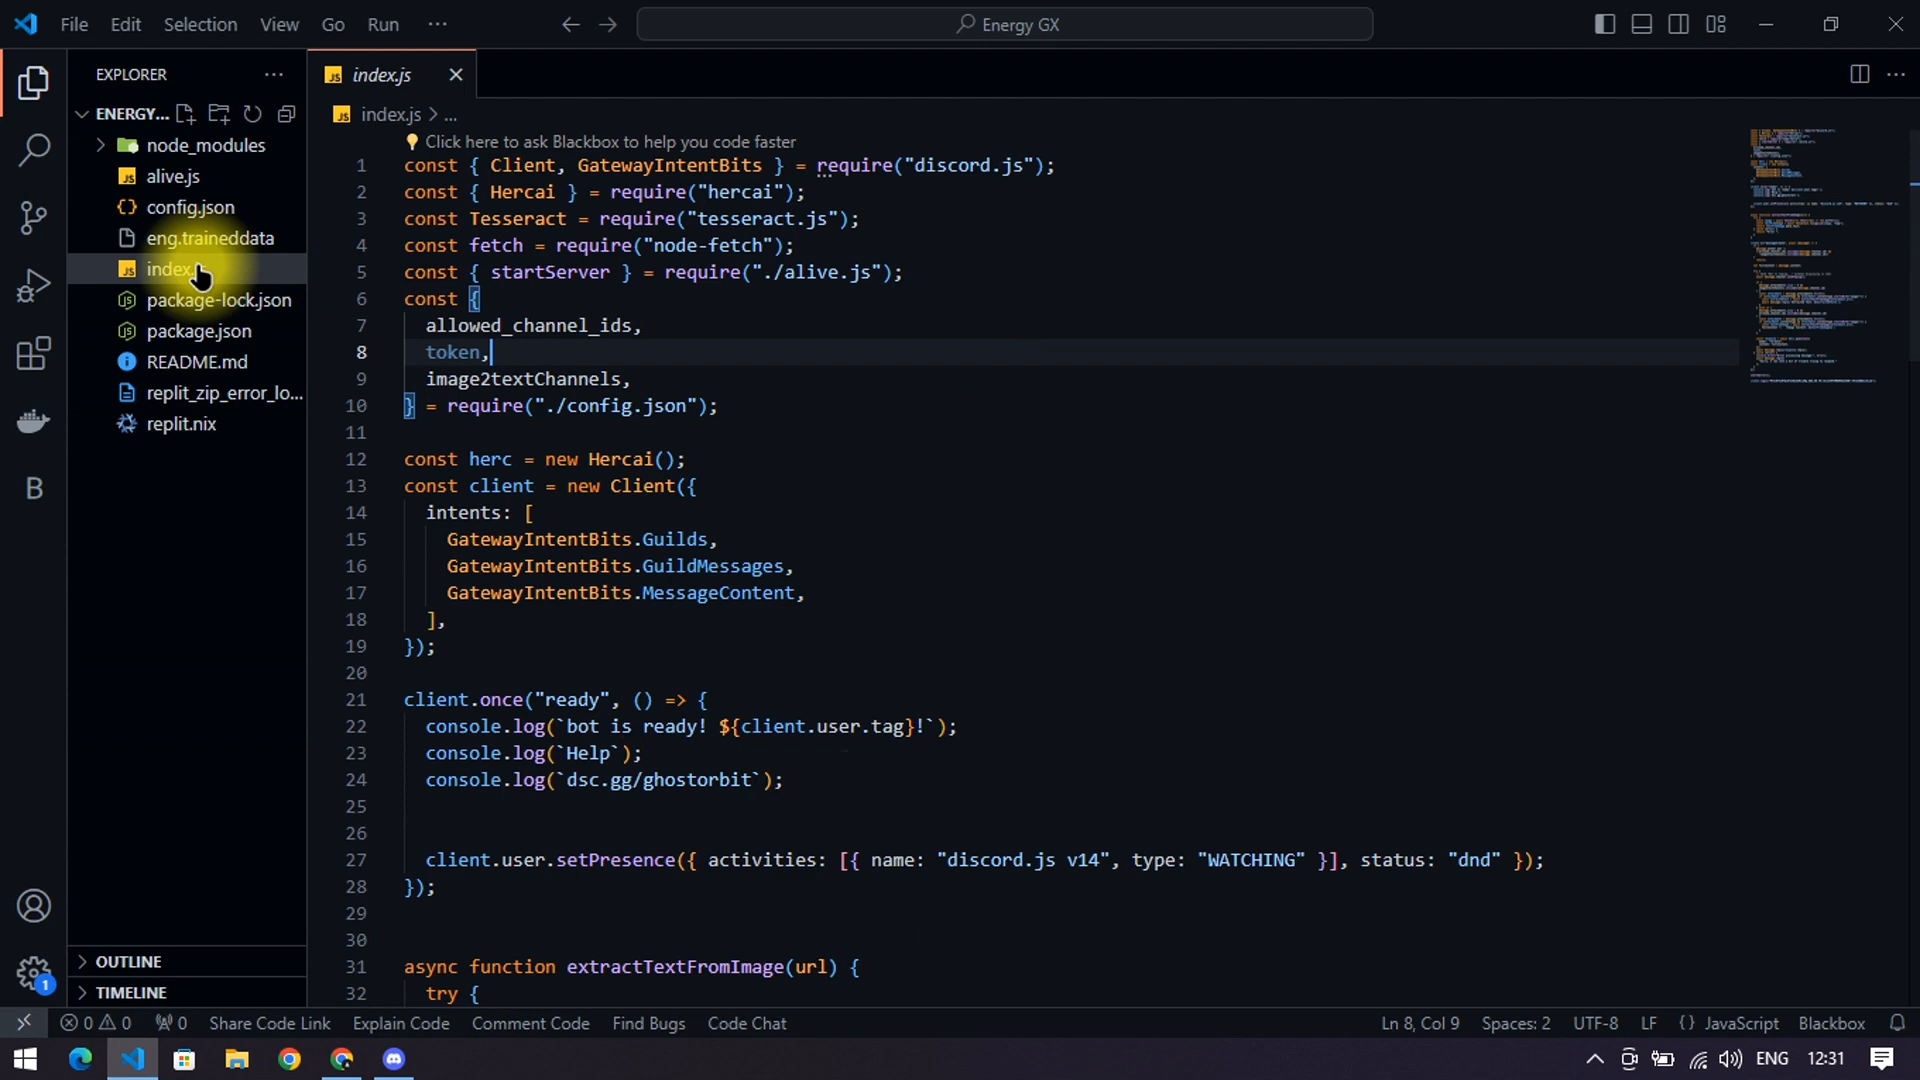 File Edit Selection View Go Run ...
Energy GX
EXPLORER
ENERGY...
node_modules
alive.js
config.json
eng.traineddata
index.
package-lock.json
package.json
README.md
replit_zip_error_lo...
replit.nix
OUTLINE
TIMELINE
index.js
index.js > ...
Click here to ask Blackbox to help you code faster
1 const { Client, GatewayIntentBits } = require("discord.js");
2 const { Hercai } = require("hercai");
3 const Tesseract = require("tesseract.js");
4 const fetch = require("node-fetch");
5 const { startServer } = require("./alive.js");
6 const {
7 allowed_channel_ids,
8 token,
9 image2textChannels,
10 } = require("./config.json");
11
12 const herc = new Hercai();
13 const client = new Client({
14 intents: [
15 GatewayIntentBits.Guilds,
16 GatewayIntentBits.GuildMessages,
17 GatewayIntentBits.MessageContent,
18 ],
19 });
20
21 client.once("ready", () => {
22 console.log(`bot is ready! ${client.user.tag}!`);
23 console.log(`Help`);
24 console.log(`dsc.gg/ghostorbit`);
25
26
27 client.user.setPresence({ activities: [{ name: "discord.js v14", type: "WATCHING" }], status: "dnd" });
28 });
29
30
31 async function extractTextFromImage(url) {
32 try {
B
1
0 0 0 Share Code Link Explain Code Comment Code Find Bugs Code Chat Ln 8, Col 9 Spaces: 2 UTF-8 LF {} JavaScript Blackbox
ENG 12:31